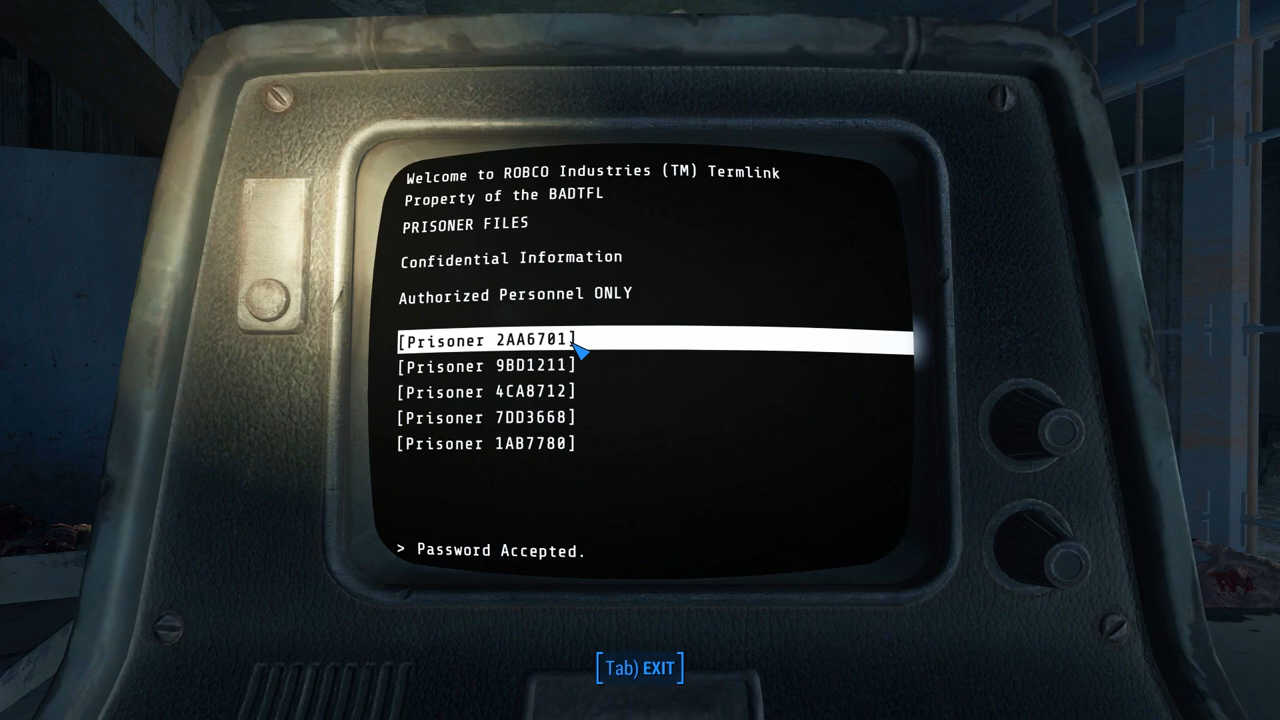 Welcome to ROBCO Industries (TM) Termlink
Property of the BADTFL
PRISONER FILES
Confidential Information
Authorized Personnel ONLY
[Prisoner 2AA6701]
[Prisoner 9BD1211]
[Prisoner 4CA8712]
[Prisoner 7DD3668]
[Prisoner 1AB7780]
> Password Accepted.
[Tab) EXIT]